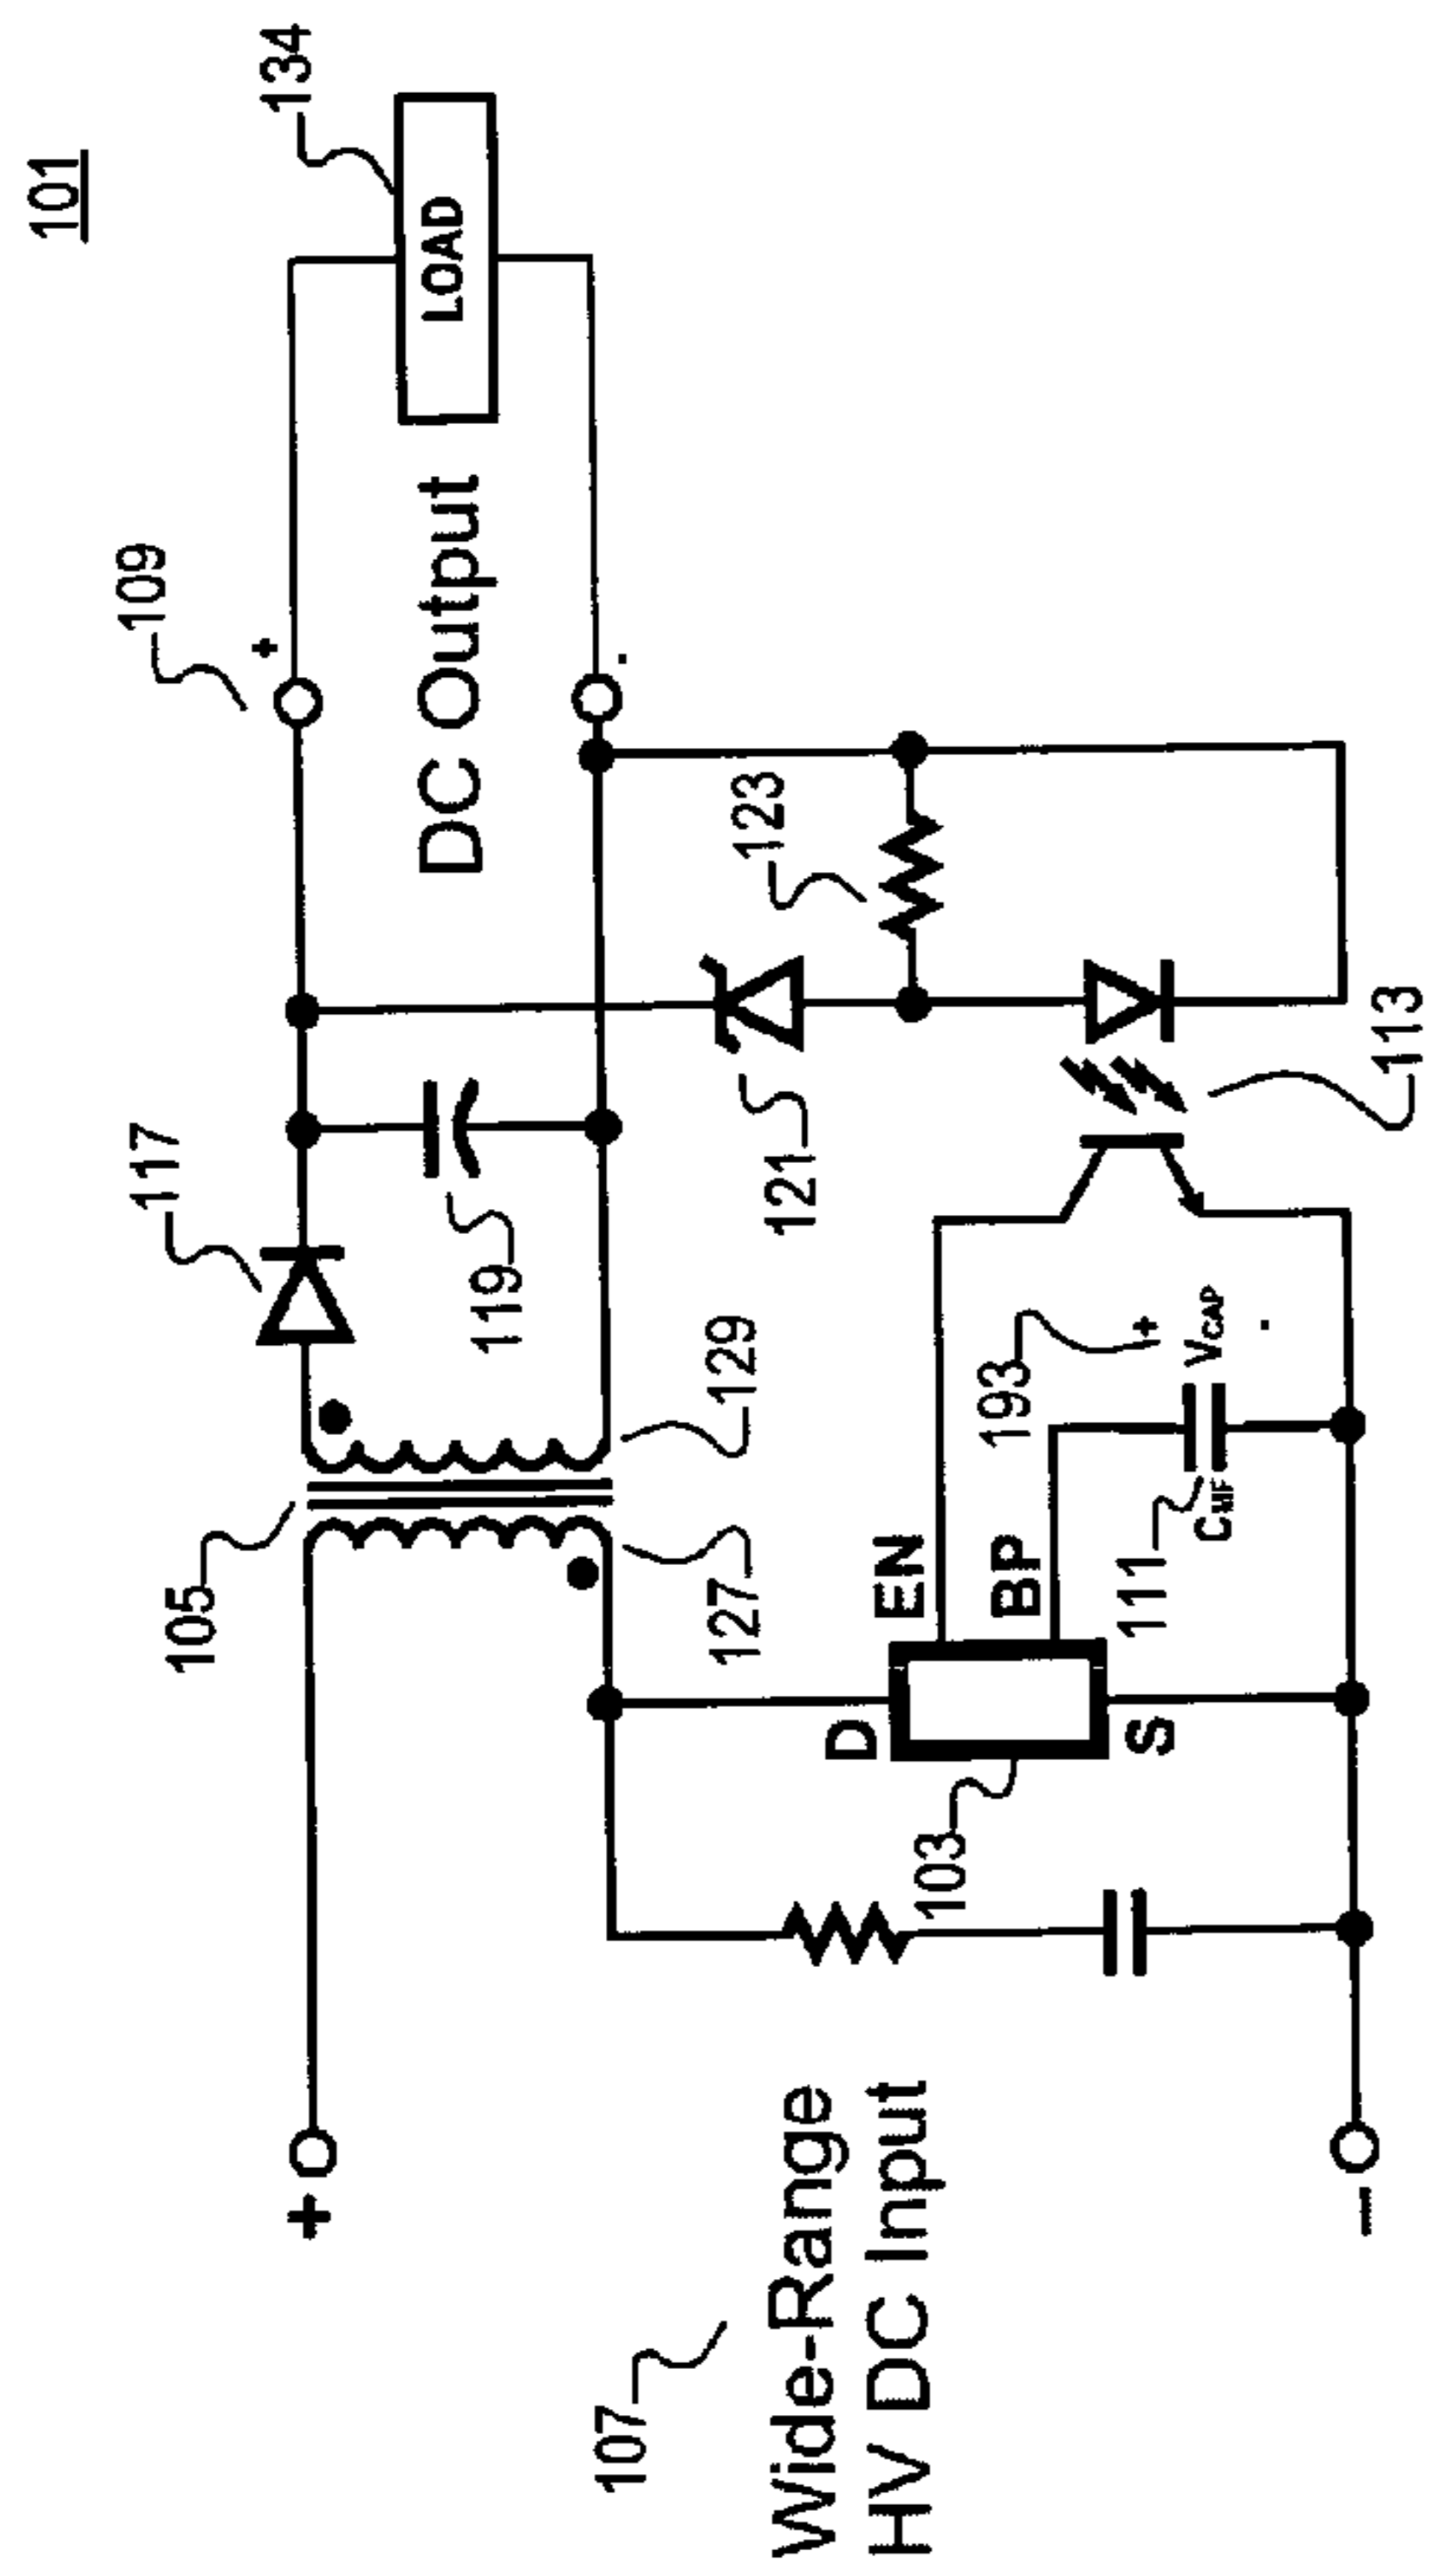 101
105
117
109
134
+
+
LOAD
119
DC Output
129
127
121
123
107
Wide-Range
HV DC Input
D
EN
BP
103
S
193
+
VCAP
-
111
CMF
113
-
-